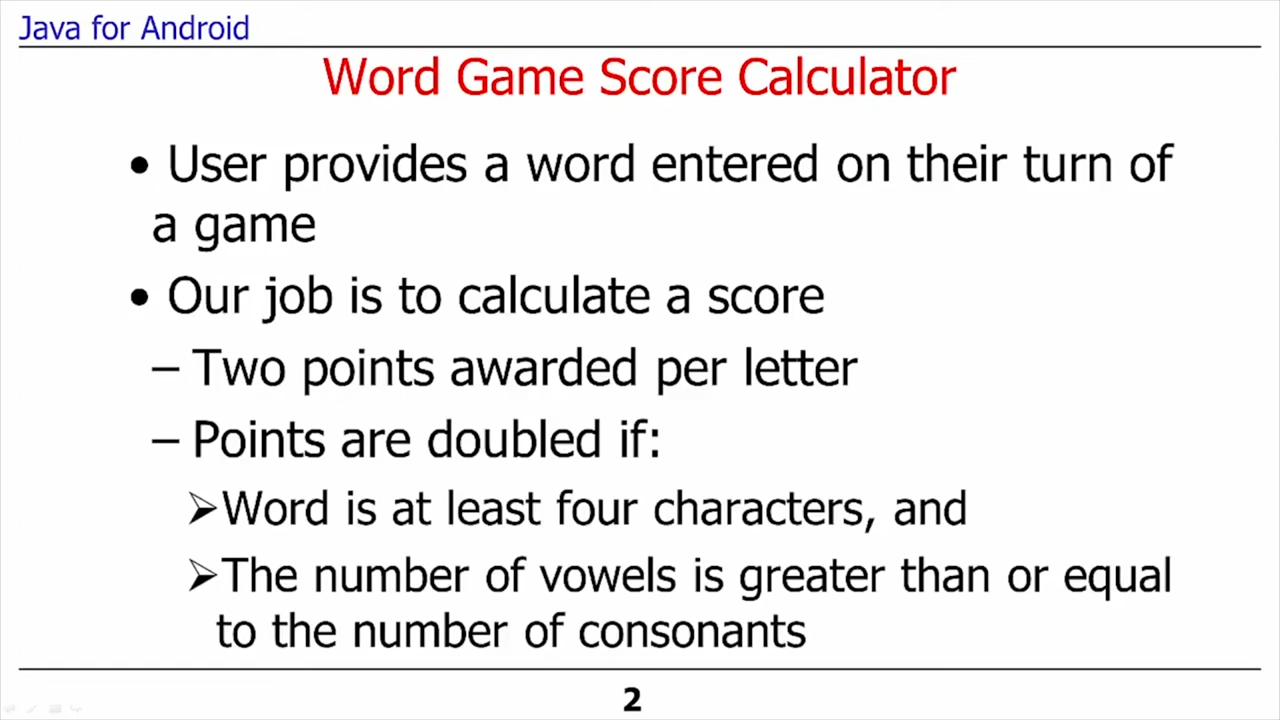 Java for Android
Word Game Score Calculator
• User provides a word entered on their turn of
a game
• Our job is to calculate a score
– Two points awarded per letter
– Points are doubled if:
➢Word is at least four characters, and
➢The number of vowels is greater than or equal
to the number of consonants
2